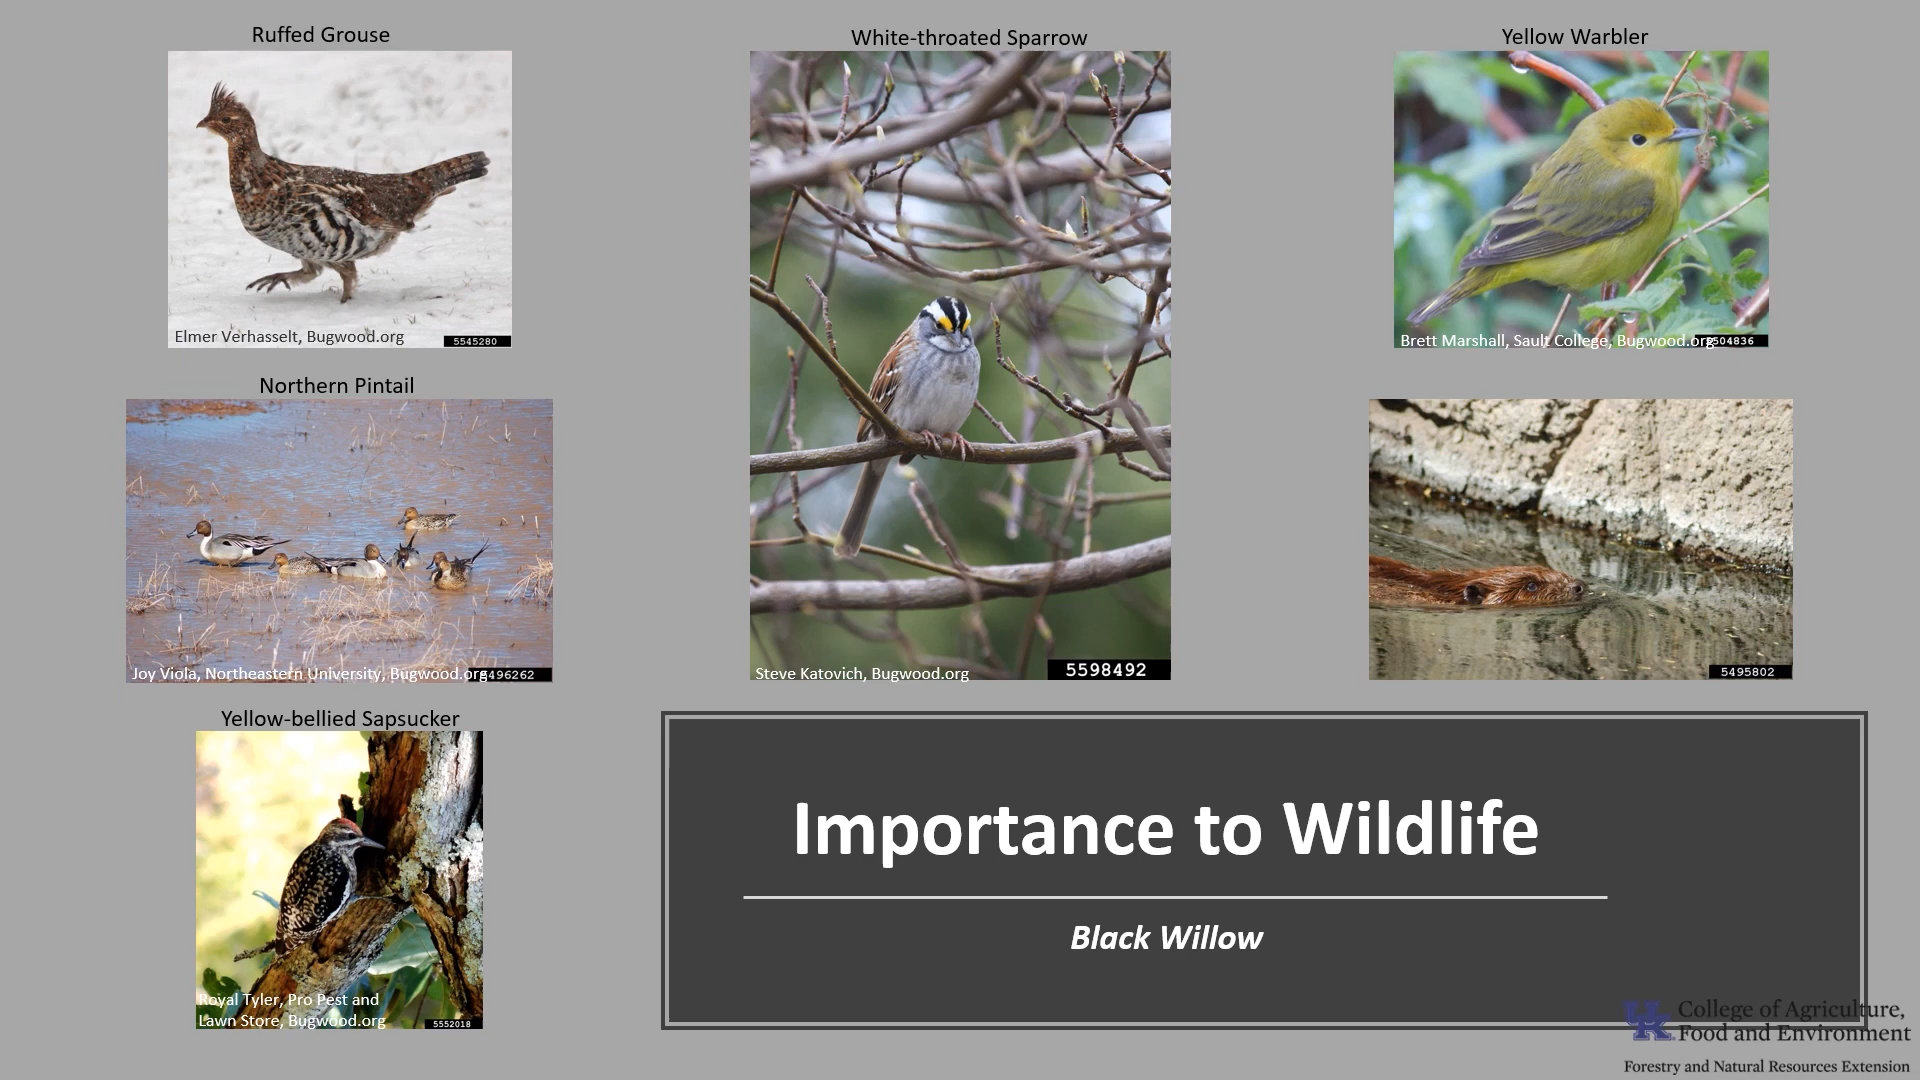 Ruffed Grouse
Elmer Verhasselt, Bugwood.org
5545280
White-throated Sparrow
Steve Katovich, Bugwood.org
5598492
Yellow Warbler
Brett Marshall, Sault College, Bugwood.org
5504836
Northern Pintail
Joy Viola, Northeastern University, Bugwood.org
5496262
5495802
Yellow-bellied Sapsucker
Royal Tyler, Pro Pest and
Lawn Store, Bugwood.org
5552018
Importance to Wildlife
Black Willow
UK
College of Agriculture,
Food and Environment
Forestry and Natural Resources Extension